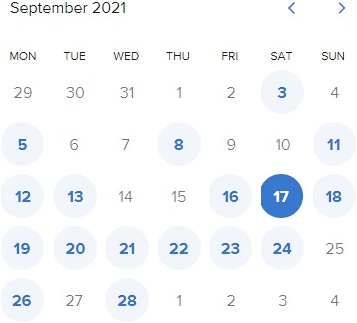 September 2021
MON TUE WED THU FRI SAT SUN
29 30 31 1 2 3 4
5 6 7 8 9 10 11
12 13 14 15 16 17 18
19 20 21 22 23 24 25
26 27 28 1 2 3 4